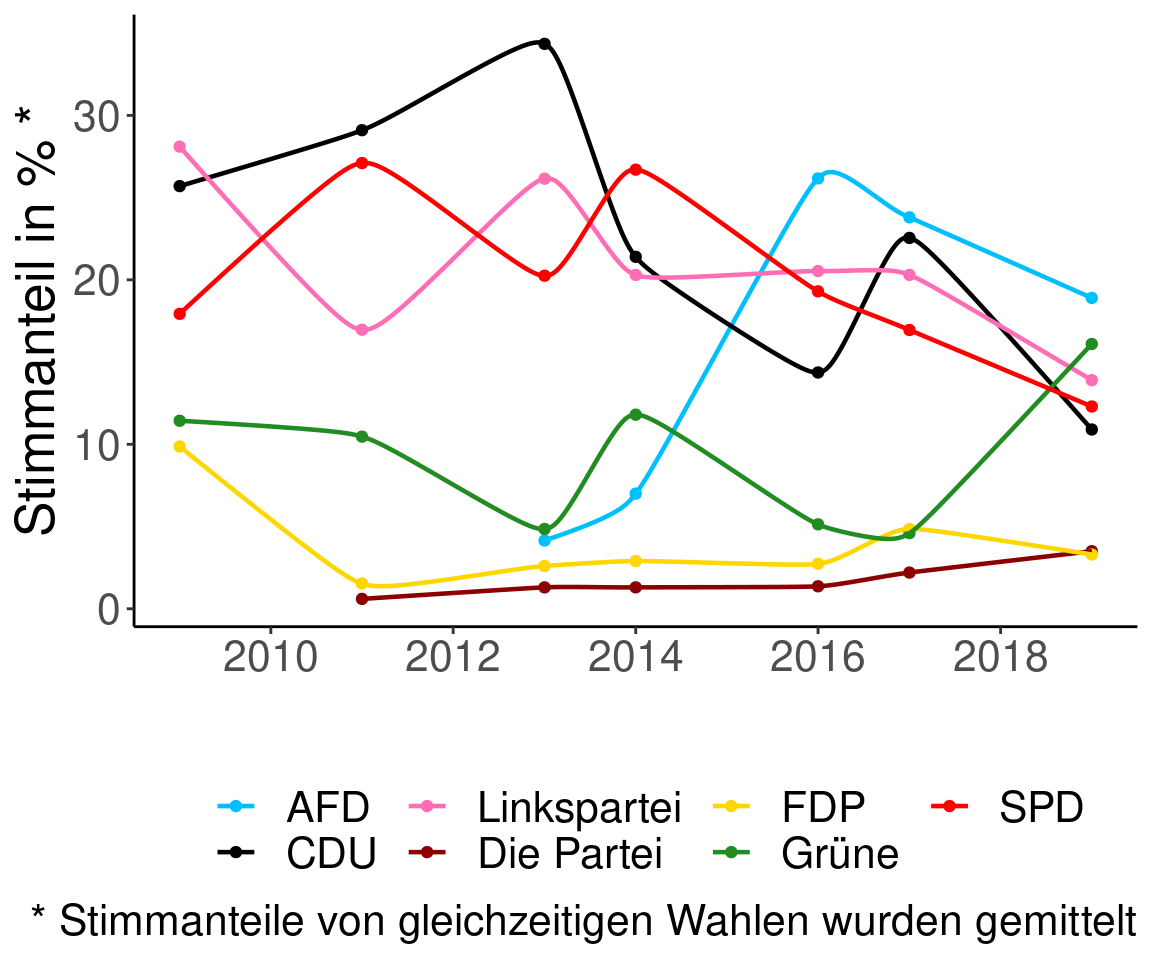 Stimmanteil in % *
30
20
10
0
2010 2012 2014 2016 2018
AFD Linkspartei FDP SPD
CDU Die Partei Grüne
* Stimmanteile von gleichzeitigen Wahlen wurden gemittelt